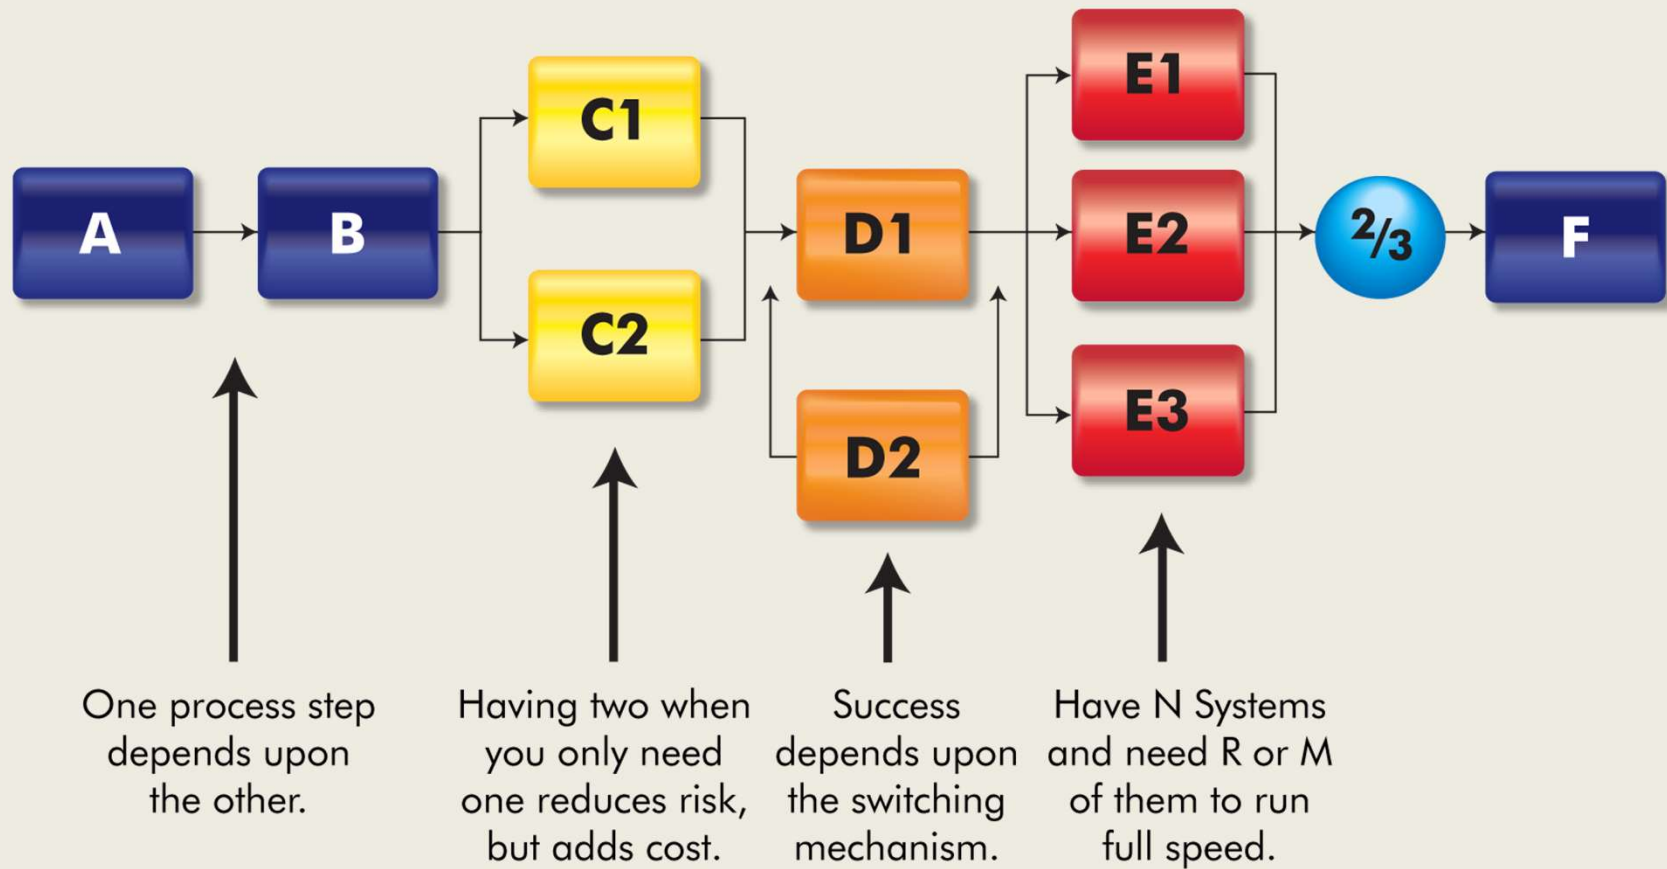 A
B
C1
C2
D1
D2
E1
E2
E3
2/3
F
One process step
depends upon
the other.
Having two when
you only need
one reduces risk,
but adds cost.
Success
depends upon
the switching
mechanism.
Have N Systems
and need R or M
of them to run
full speed.